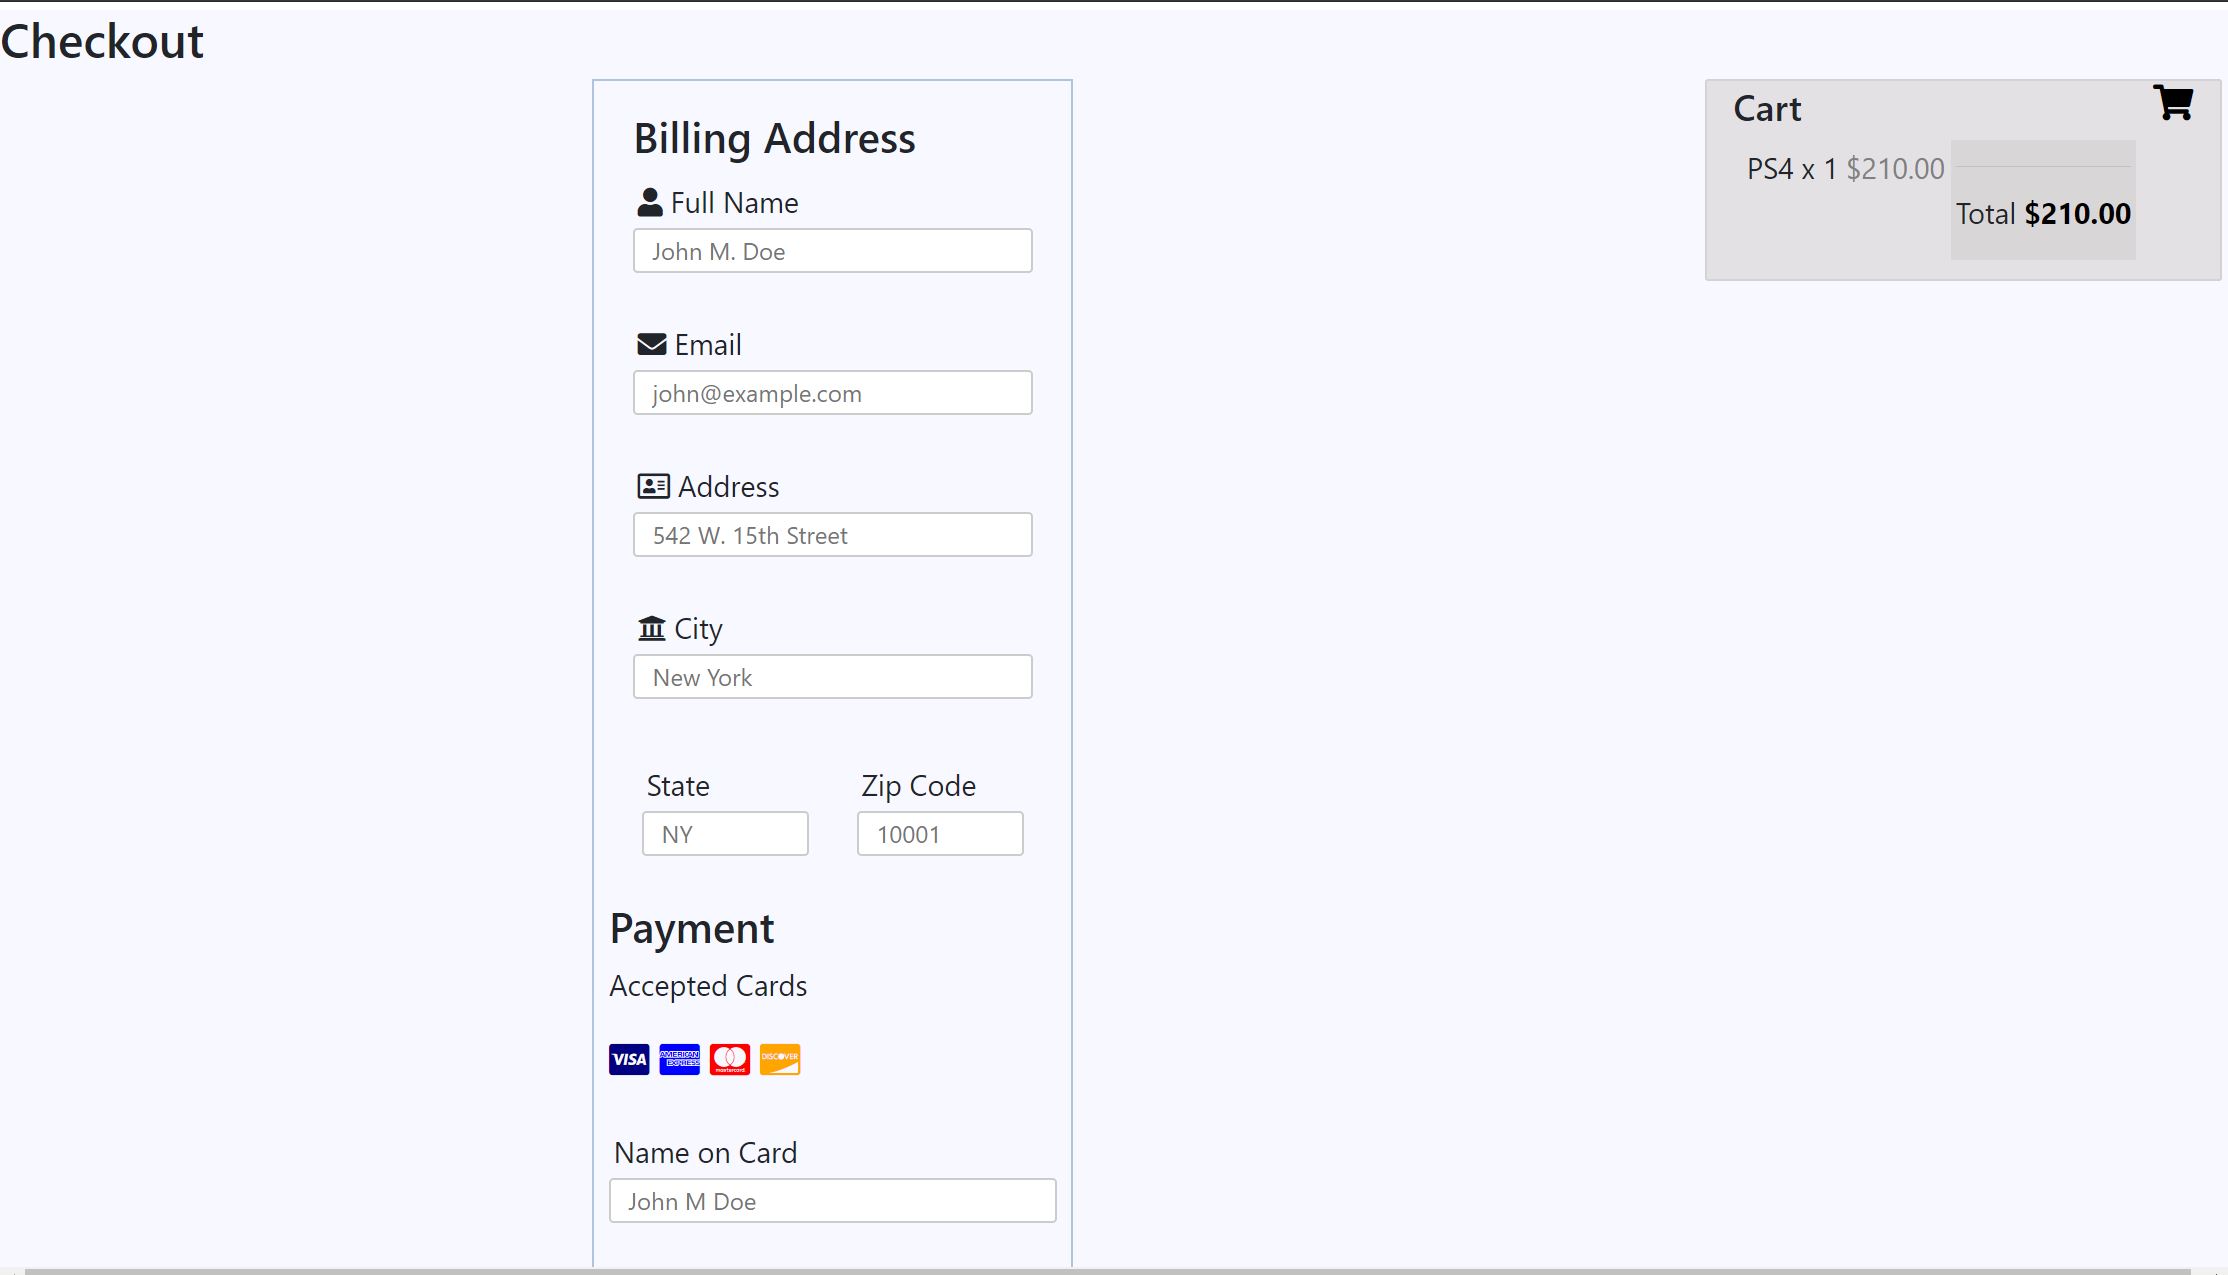 Checkout
Billing Address
Full Name
John M. Doe
Email
john@example.com
Address
542 W. 15th Street
City
New York
State
Zip Code
NY
10001
Payment
Accepted Cards
VISA
AMERICAN EXPRESS
mastercard
DISCOVER
Name on Card
John M Doe
Cart
PS4 x 1 $210.00
Total $210.00